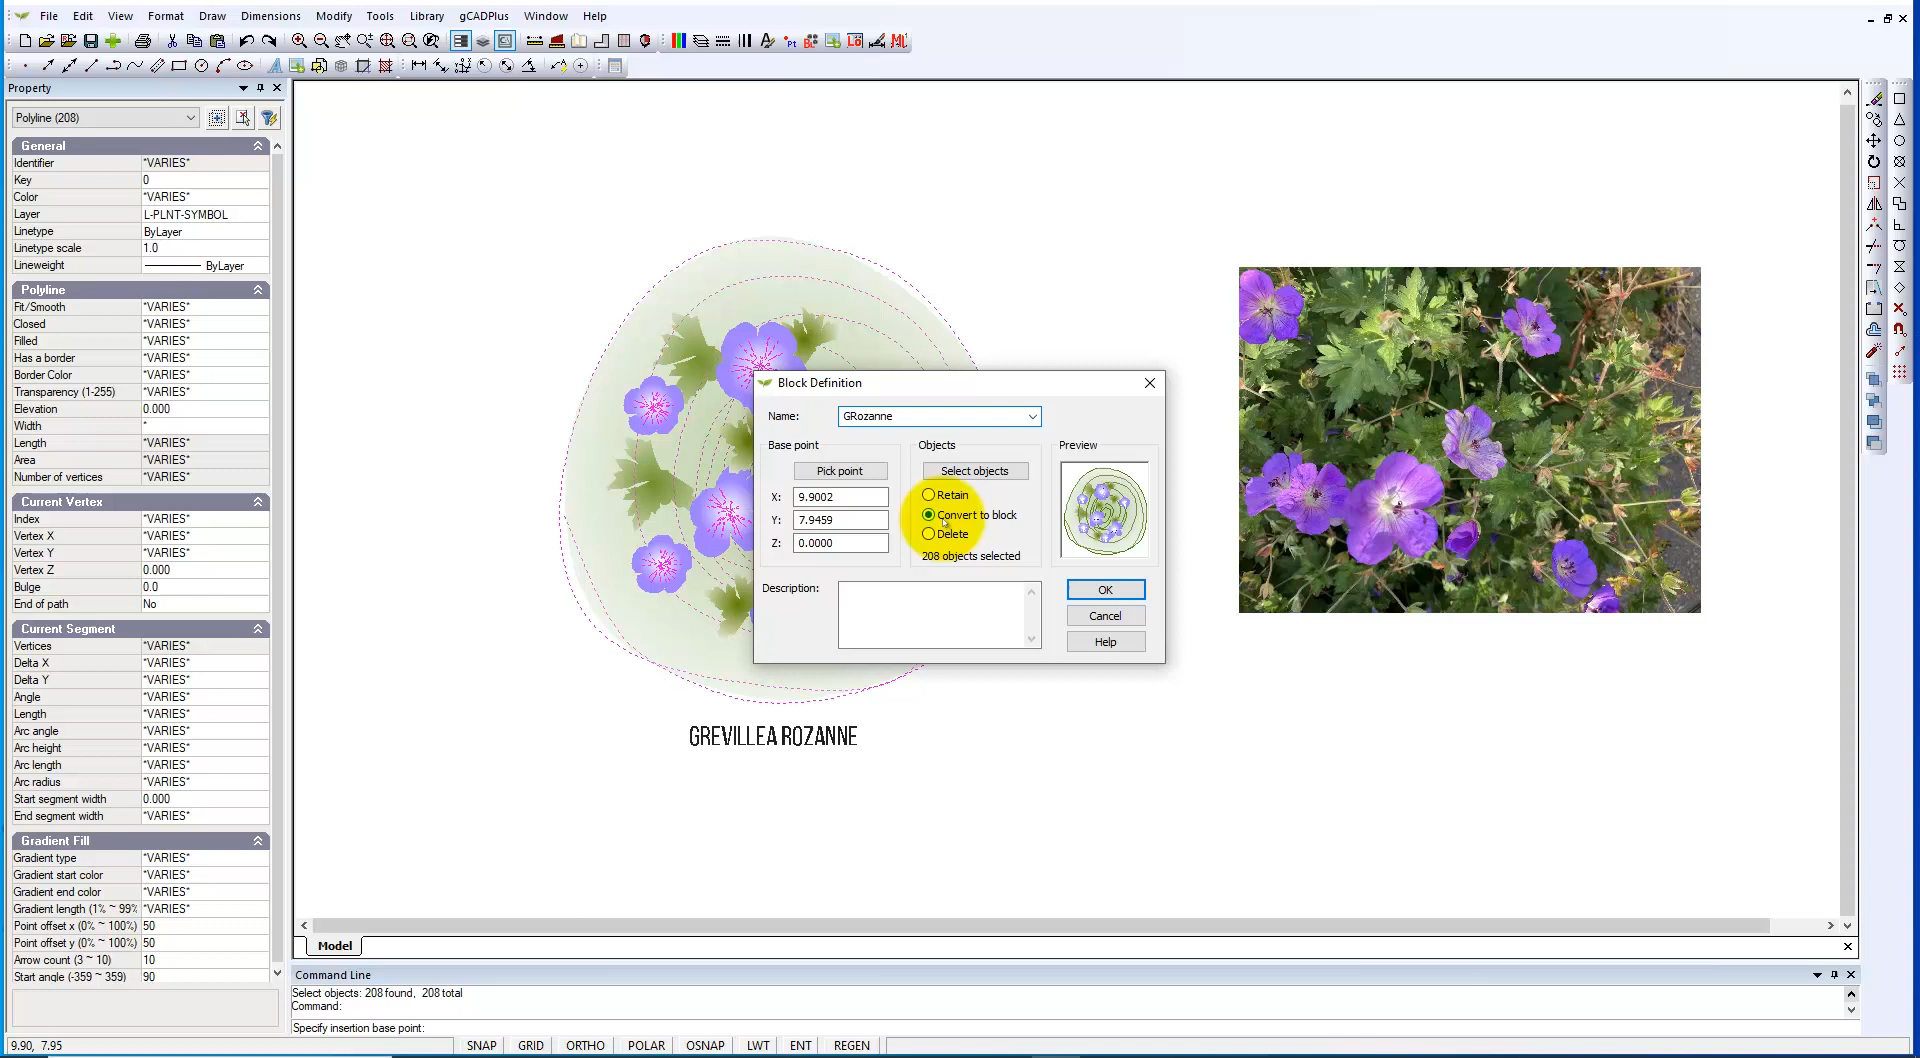 File Edit View Format Draw Dimensions Modify Tools Library gCADPlus Window Help
Property
Polyline (208)
General
Identifier *VARIES*
Key 0
Color *VARIES*
Layer L-PLNT-SYMBOL
Linetype ByLayer
Linetype scale 1.0
Lineweight ByLayer
Polyline
Fit/Smooth *VARIES*
Closed *VARIES*
Filled *VARIES*
Has a border *VARIES*
Border Color *VARIES*
Transparency (1-255) *VARIES*
Elevation 0.000
Width *
Length *VARIES*
Area *VARIES*
Number of vertices *VARIES*
Current Vertex
Index *VARIES*
Vertex X *VARIES*
Vertex Y *VARIES*
Vertex Z 0.000
Bulge 0.0
End of path No
Current Segment
Vertices *VARIES*
Delta X *VARIES*
Delta Y *VARIES*
Angle *VARIES*
Length *VARIES*
Arc angle *VARIES*
Arc height *VARIES*
Arc length *VARIES*
Arc radius *VARIES*
Start segment width 0.000
End segment width *VARIES*
Gradient Fill
Gradient type *VARIES*
Gradient start color *VARIES*
Gradient end color *VARIES*
Gradient length (1% ~ 99% *VARIES*
Point offset x (0% ~ 100%) 50
Point offset y (0% ~ 100%) 50
Arrow count (3 ~ 10) 10
Start angle (-359 ~ 359) 90
Block Definition
Name: GRozanne
Base point
Pick point
X: 9.9002
Y: 7.9459
Z: 0.0000
Objects
Select objects
Retain
Convert to block
Delete
208 objects selected
Preview
Description:
OK
Cancel
Help
GREVILLEA ROZANNE
Model
Command Line
Select objects: 208 found, 208 total
Command:
Specify insertion base point:
9.90, 7.95 SNAP GRID ORTHO POLAR OSNAP LWT ENT REGEN